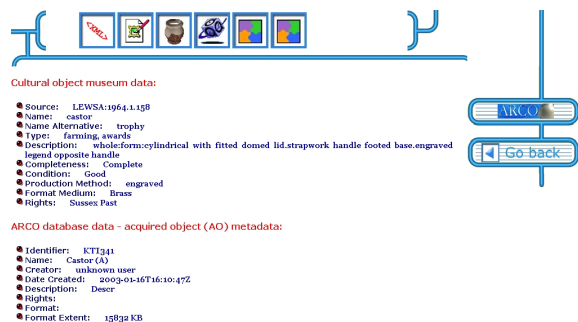 <XML>
Cultural object museum data:
Source: LEWSA:1964.1.158
Name: castor
Name Alternative: trophy
Type: farming, awards
Description: whole:form:cylindrical with fitted domed lid.strapwork handle footed base.engraved
legend opposite handle
Completeness: Complete
Condition: Good
Production Method: engraved
Format Medium: Brass
Rights: Sussex Past
ARCO
Go back
ARCO database data - acquired object (AO) metadata:
Identifier: KTI341
Name: Castor (A)
Creator: unknown user
Date Created: 2003-01-16T16:10:47Z
Description: Descr
Rights:
Format:
Format Extent: 15832 KB